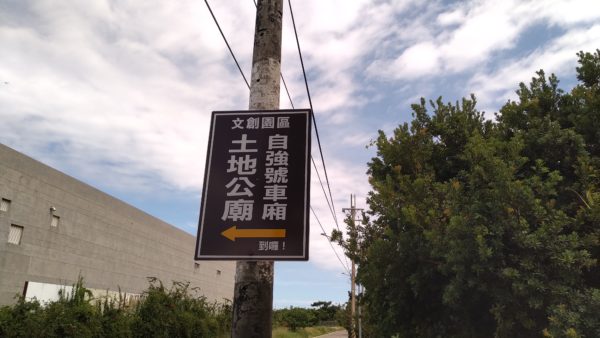 文創園區
自強號車廂
土地公廟
到囉！